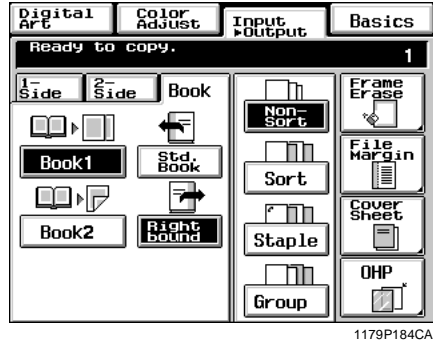 Digital
Art
Color
Adjust
Input
▶Output
Basics
Ready to copy.
1
1-
Side
2-
Side
Book
Book1
Std.
Book
Book2
Right
bound
Non-
Sort
Sort
Staple
Group
Frame
Erase
File
Margin
Cover
Sheet
OHP
1179P184CA